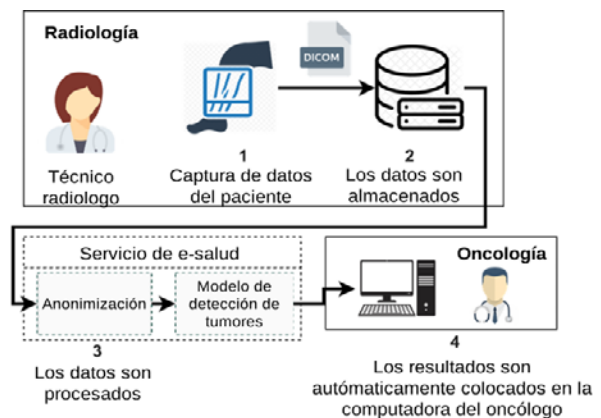 Radiología
DICOM
Técnico
radiologo
1
Captura de datos
del paciente
2
Los datos son
almacenados
Servicio de e-salud
Anonimización
Modelo de
detección de
tumores
3
Los datos son
procesados
Oncología
4
Los resultados son
autómaticamente colocados en la
computadora del oncólogo